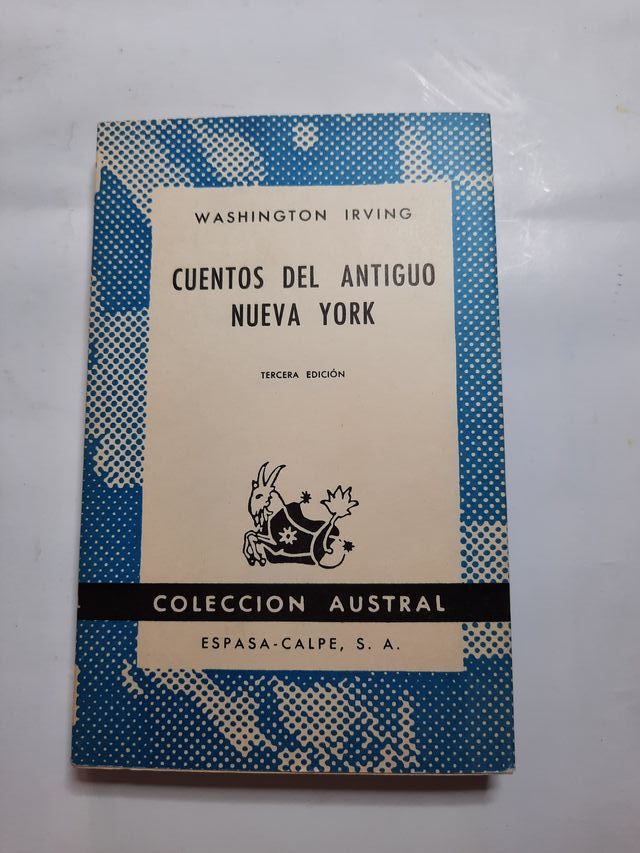 WASHINGTON IRVING
CUENTOS DEL ANTIGUO
NUEVA YORK
TERCERA EDICIÓN
COLECCION AUSTRAL
ESPASA-CALPE, S. A.